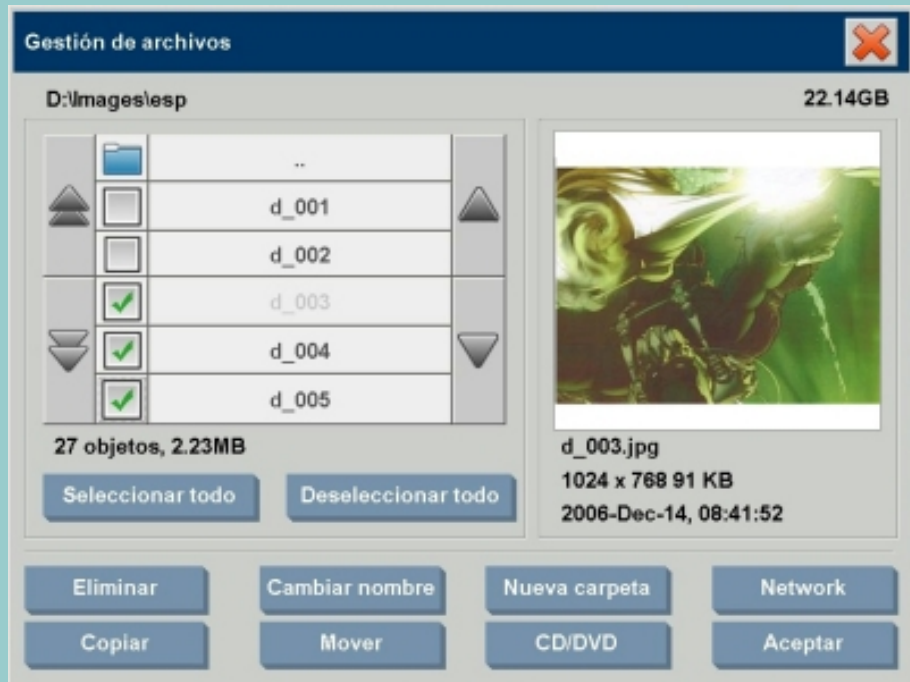 Gestión de archivos
D:\Images\esp
22.14GB
..
d_001
d_002
d_003
d_004
d_005
27 objetos, 2.23MB
Seleccionar todo
Deseleccionar todo
d_003.jpg
1024 x 768 91 KB
2006-Dec-14, 08:41:52
Eliminar
Cambiar nombre
Nueva carpeta
Network
Copiar
Mover
CD/DVD
Aceptar